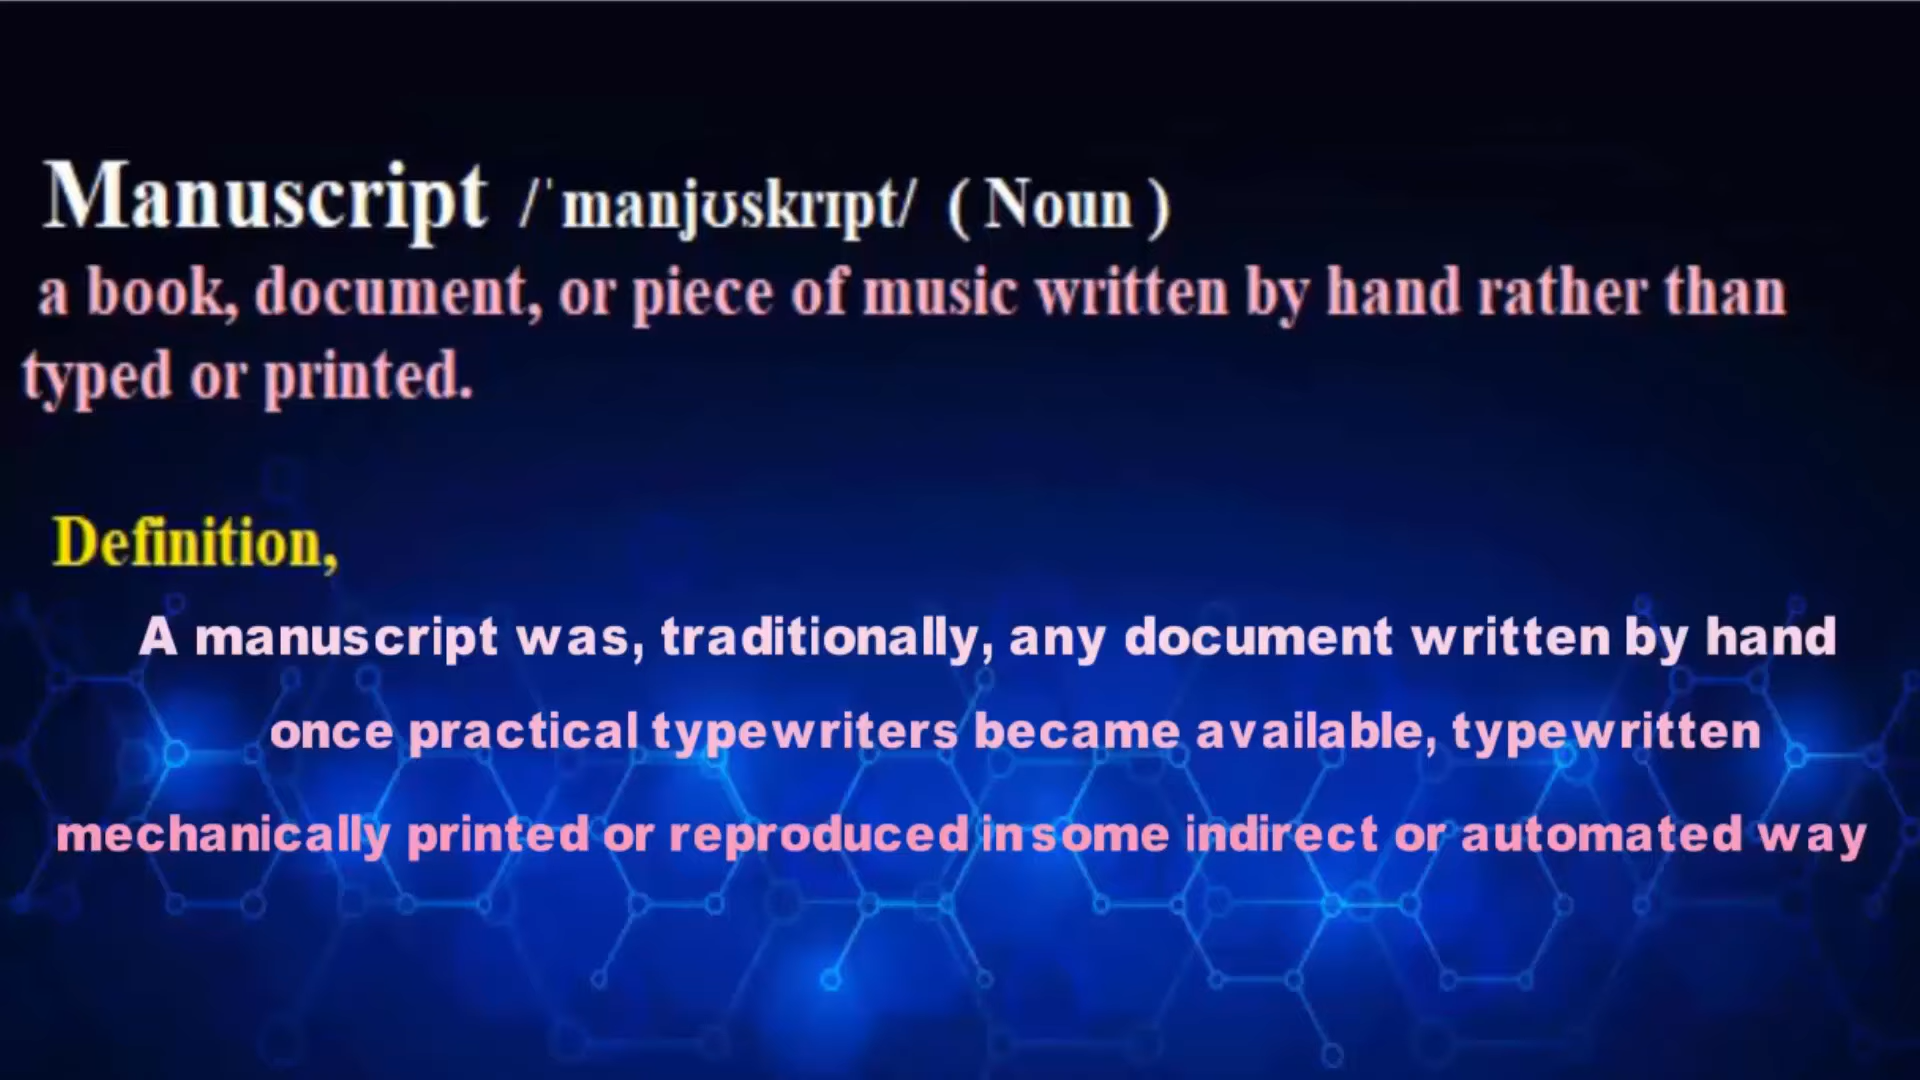 Manuscript /ˈmanjʊskrɪpt/ ( Noun )
a book, document, or piece of music written by hand rather than
typed or printed.
Definition,
A manuscript was, traditionally, any document written by hand
once practical typewriters became available, typewritten
mechanically printed or reproduced in some indirect or automated way